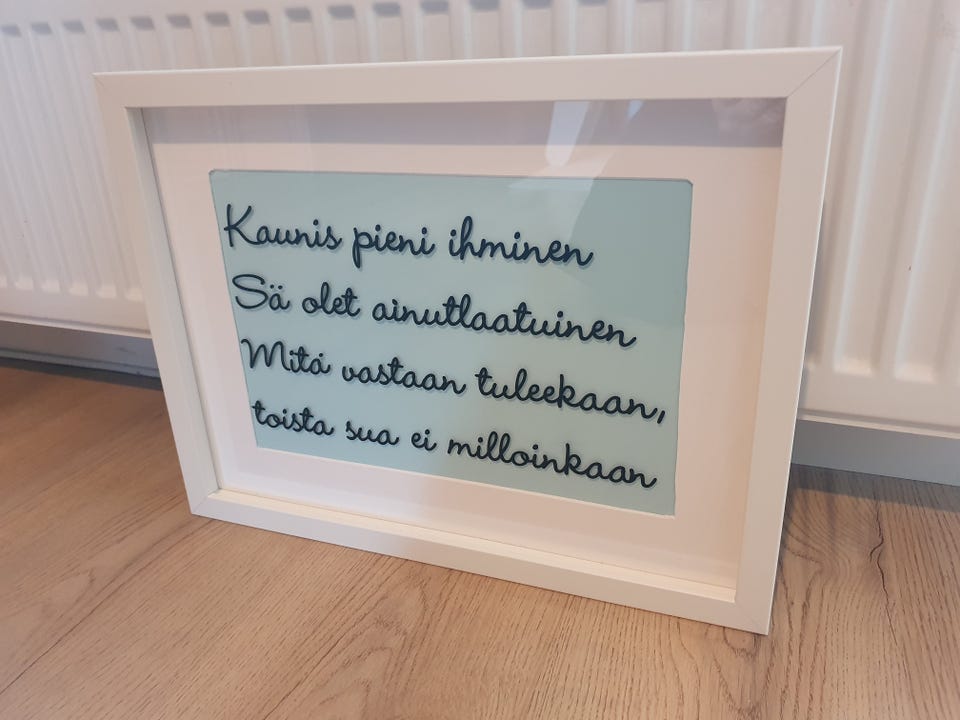 Kaunis pieni ihminen
Sä olet ainutlaatuinen
Mitä vastaan tuleekaan,
toista sua ei milloinkaan